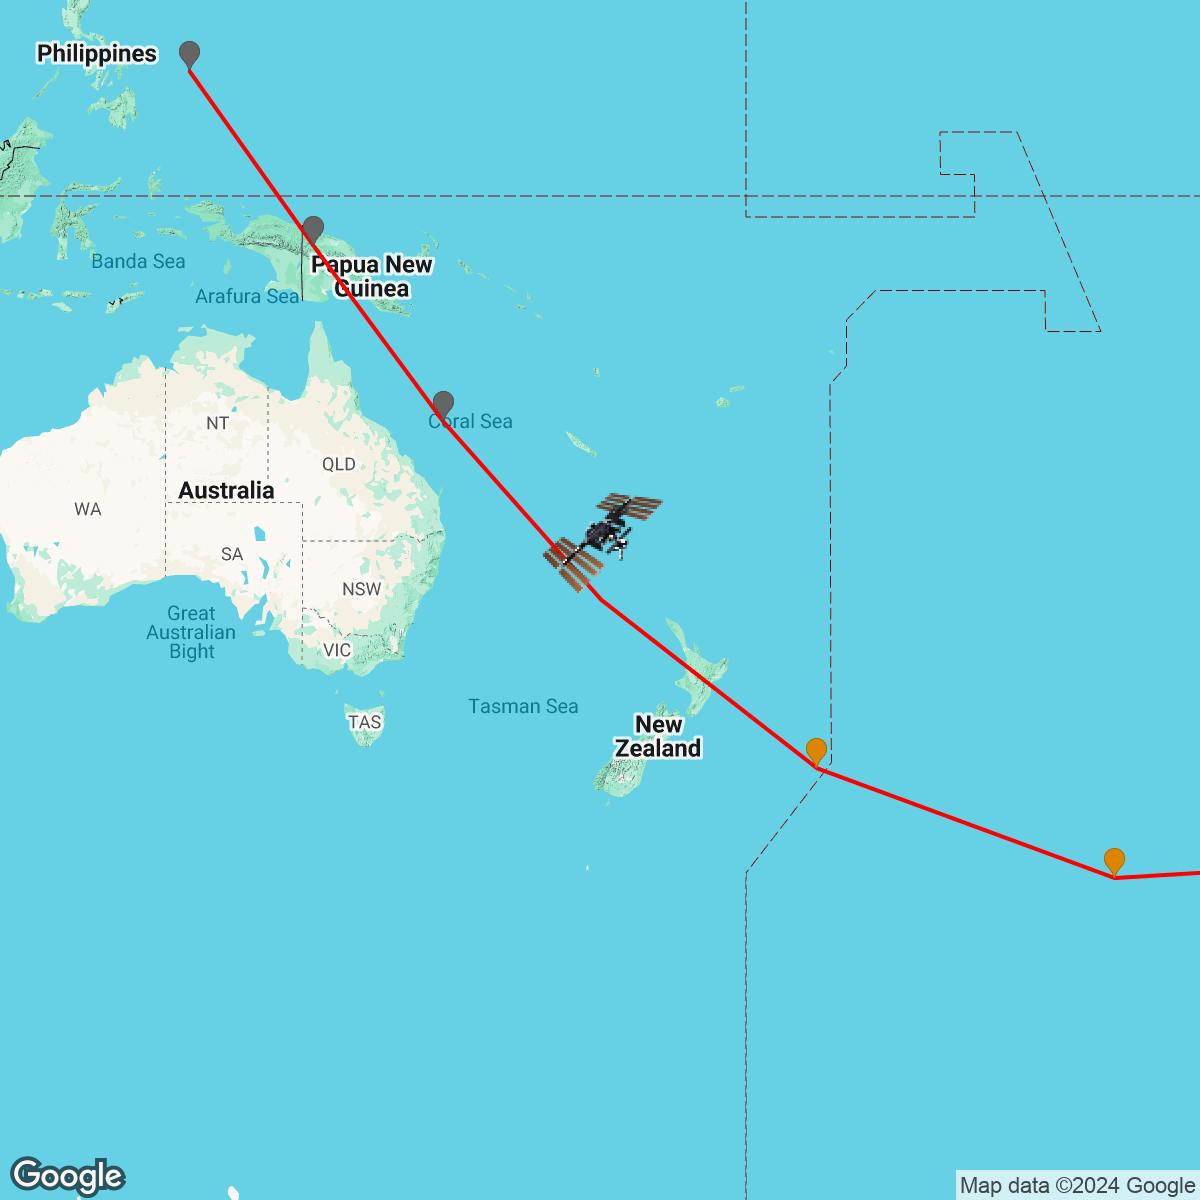 Philippines
Banda Sea
Arafura Sea
Papua New
Guinea
Coral Sea
NT
QLD
Australia
WA
SA
NSW
Great
Australian
Bight
VIC
TAS
Tasman Sea
New
Zealand
Google
Map data ©2024 Google